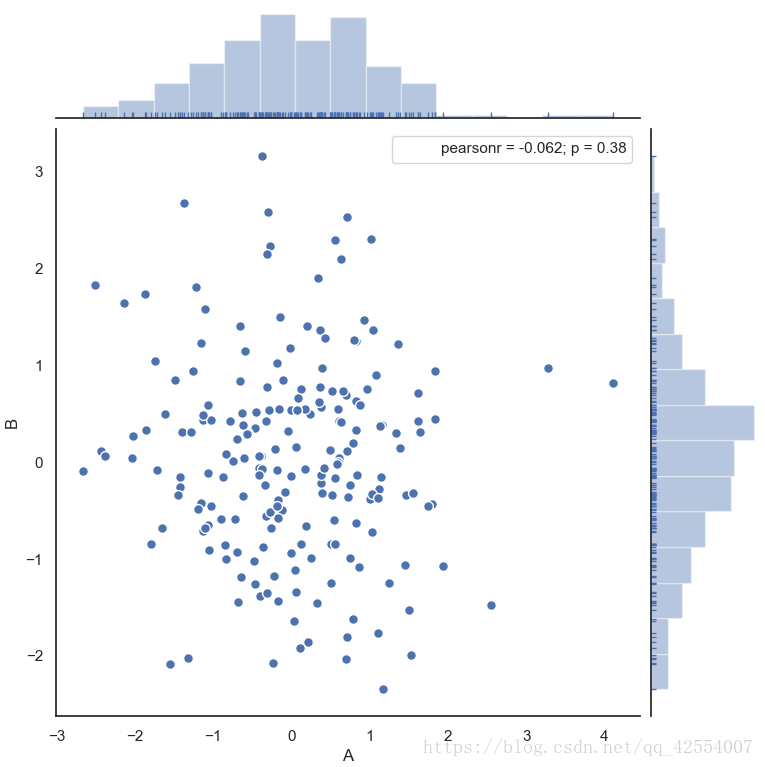 pearsonr = -0.062; p = 0.38
3
2
1
0
−1
−2
B
−3 −2 −1 0 1 2 3 4
A
https://blog.csdn.net/qq_42554007